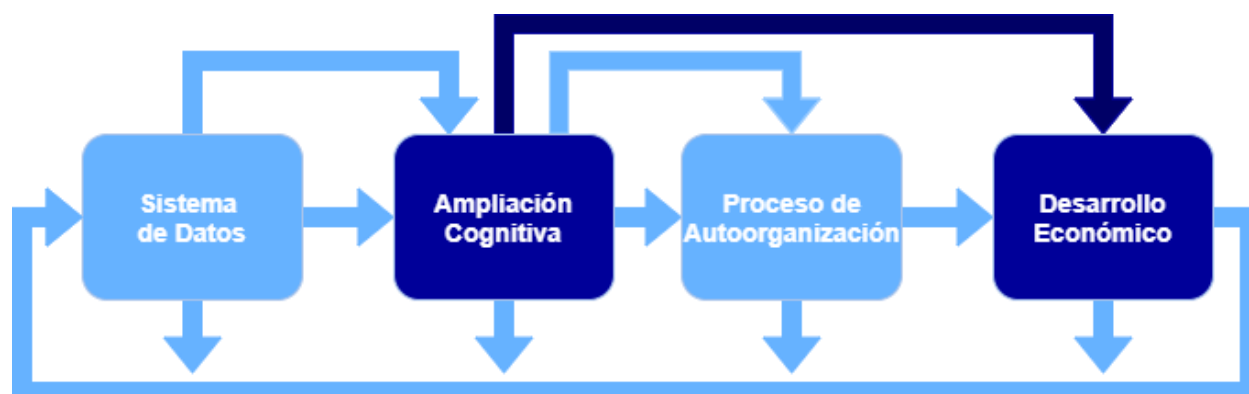 Sistema
de Datos
Ampliación
Cognitiva
Proceso de
Autoorganización
Desarrollo
Económico